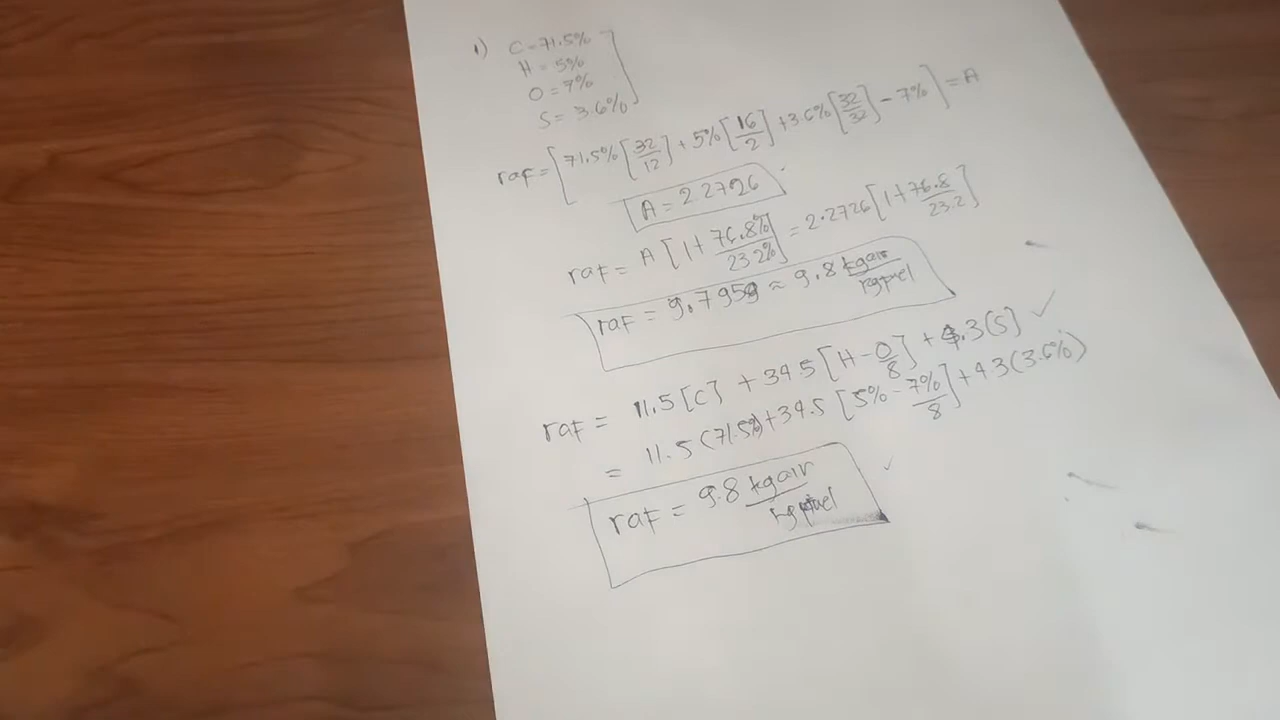 1) C = 71.5%
H = 5%
O = 7%
S = 3.6%
raf = [71.5% [32/12] + 5% [16/2] + 3.6% [32/32] - 7%] = A
A = 2.2726
raf = A [1 + 76.8%/23.2%] = 2.2726 [1 + 76.8/23.2]
raf = 9.7959 ≈ 9.8 kgair/kgfuel
raf = 11.5[C] + 34.5 [H - O/8] + 4.3(S) ✓
= 11.5 (71.5%) + 34.5 [5% - 7%/8] + 4.3(3.6%)
raf = 9.8 kgair/kgfuel ✓